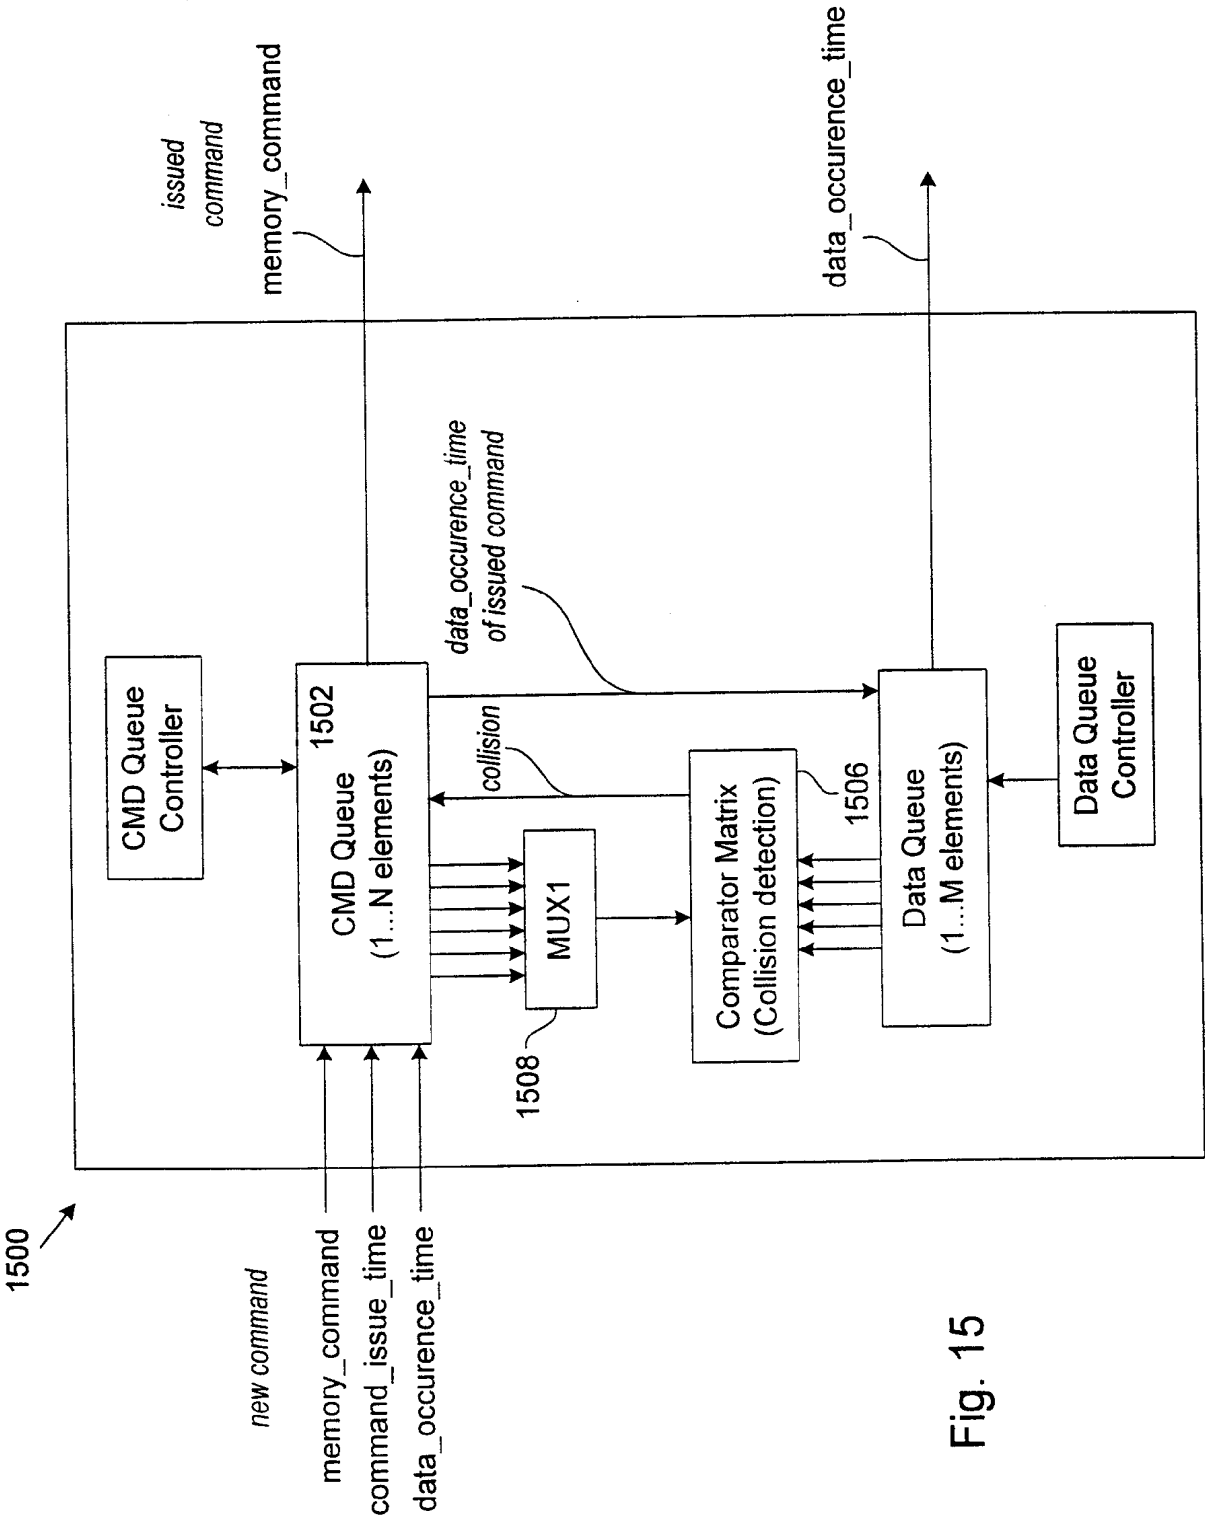 1500
new command
memory_command
command_issue_time
data_occurence_time
CMD Queue
Controller
1502
CMD Queue
(1...N elements)
issued
command
memory_command
collision
data_occurence_time
of issued command
MUX1
1508
Comparator Matrix
(Collision detection)
1506
Data Queue
(1...M elements)
data_occurence_time
Data Queue
Controller
Fig. 15